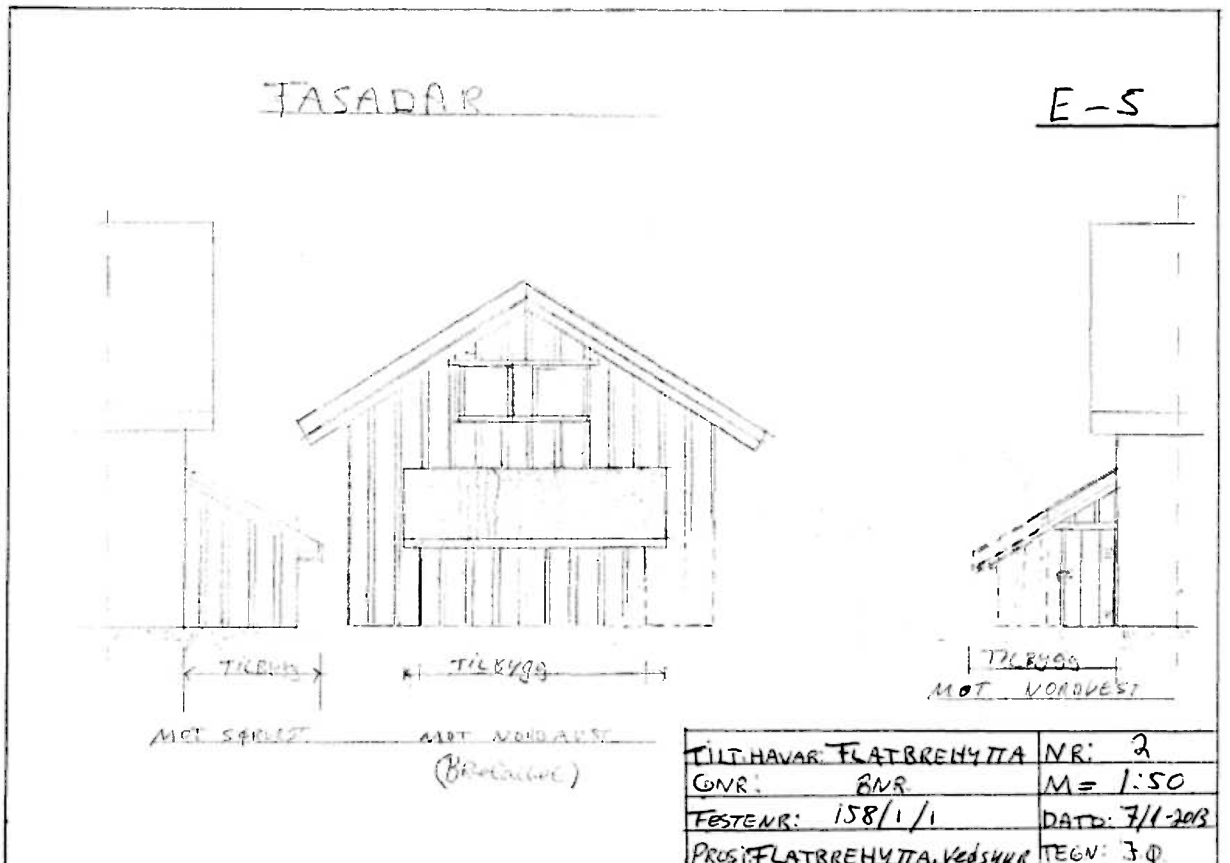 FASADAR
E-5
TILBYGG
TILBYGG
TILBYGG
MOT NORDVEST
MOT
MOT NORDAUST
TILT.HAVAR: FLATBREHYTTA NR: 2
GNR: BNR. M= 1:50
FESTENR: 158/1/1 DATO: 7/1-2013
PROSJ: FLATBREHYTTA, Vedskur TEGN: J.Ø